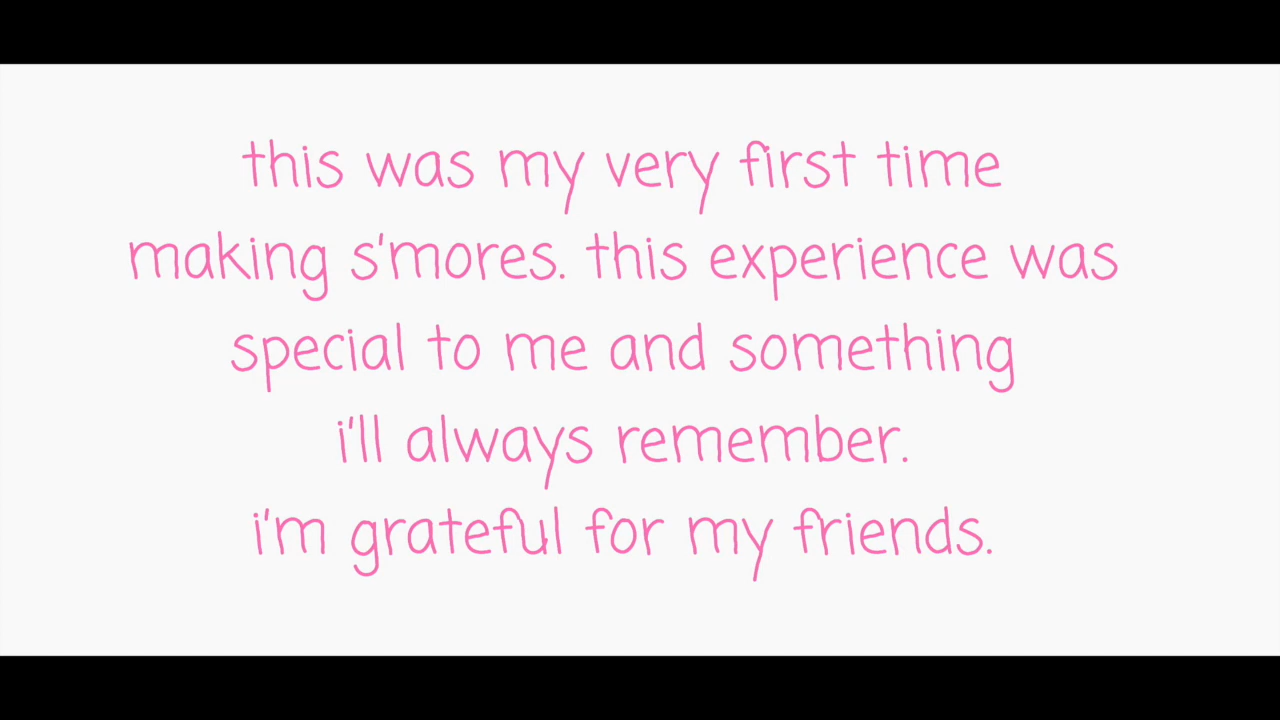 this was my very first time
making s'mores. this experience was
special to me and something
i'll always remember.
i'm grateful for my friends.